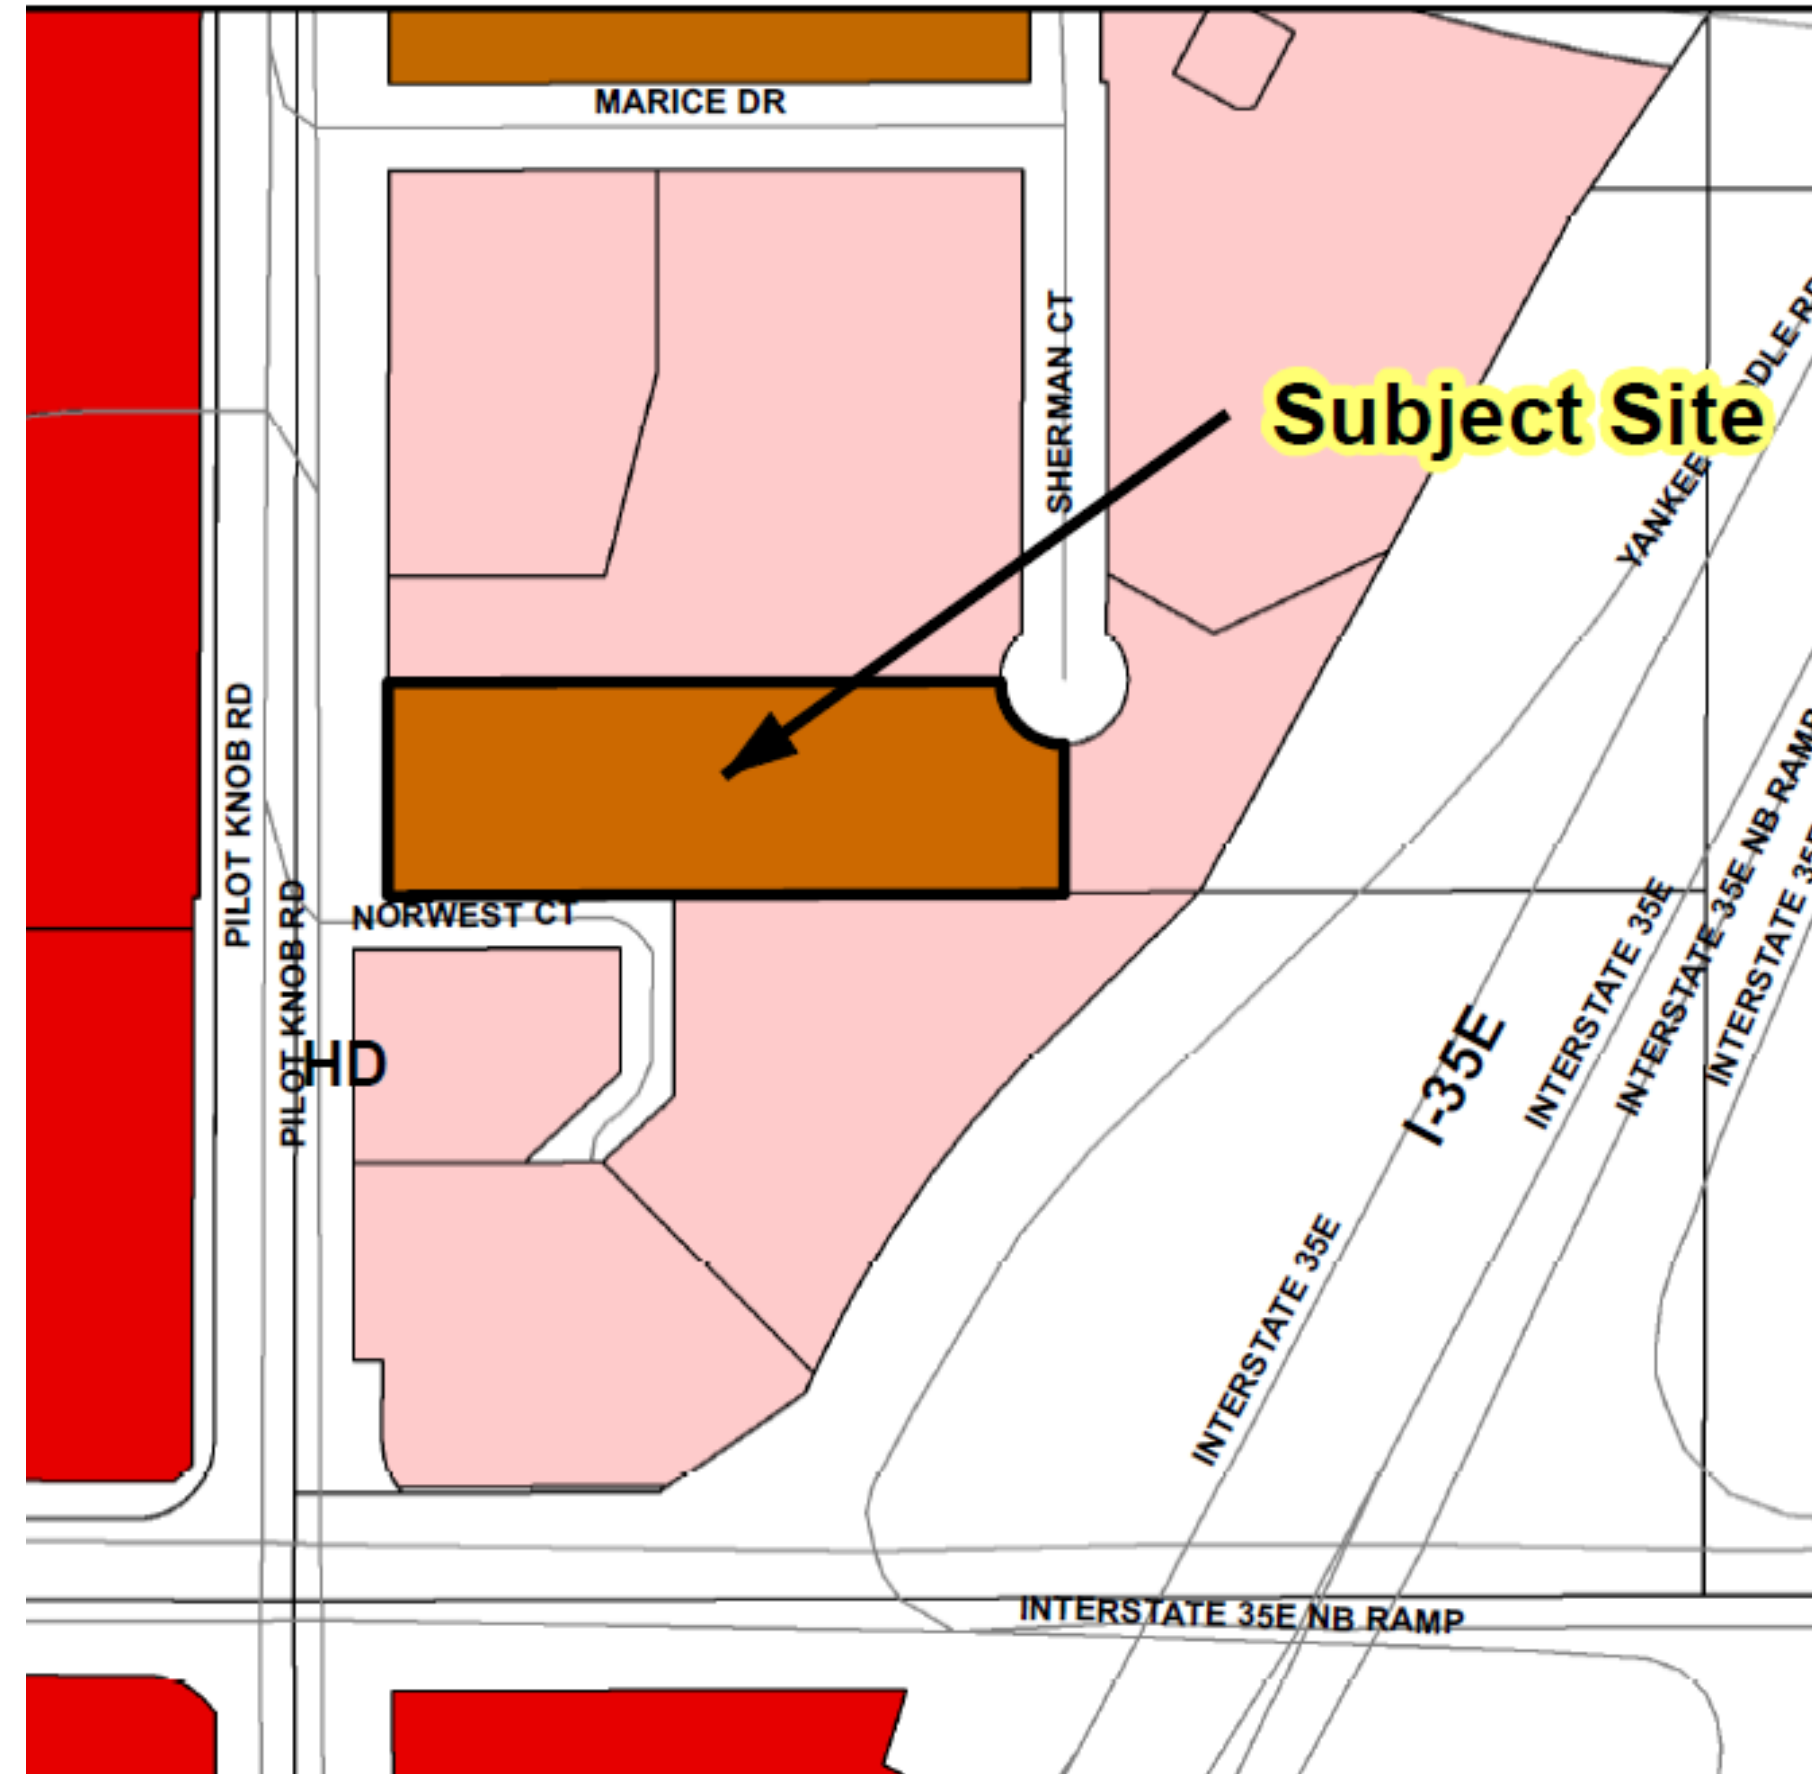 MARICE DR
SHERMAN CT
Subject Site
YANKEE
PILOT KNOB RD
PILOT KNOB RD
NORWEST CT
HD
I-35E
INTERSTATE 35E
INTERSTATE 35E NB RAMP
INTERSTATE
INTERSTATE 35E
INTERSTATE 35E NB RAMP